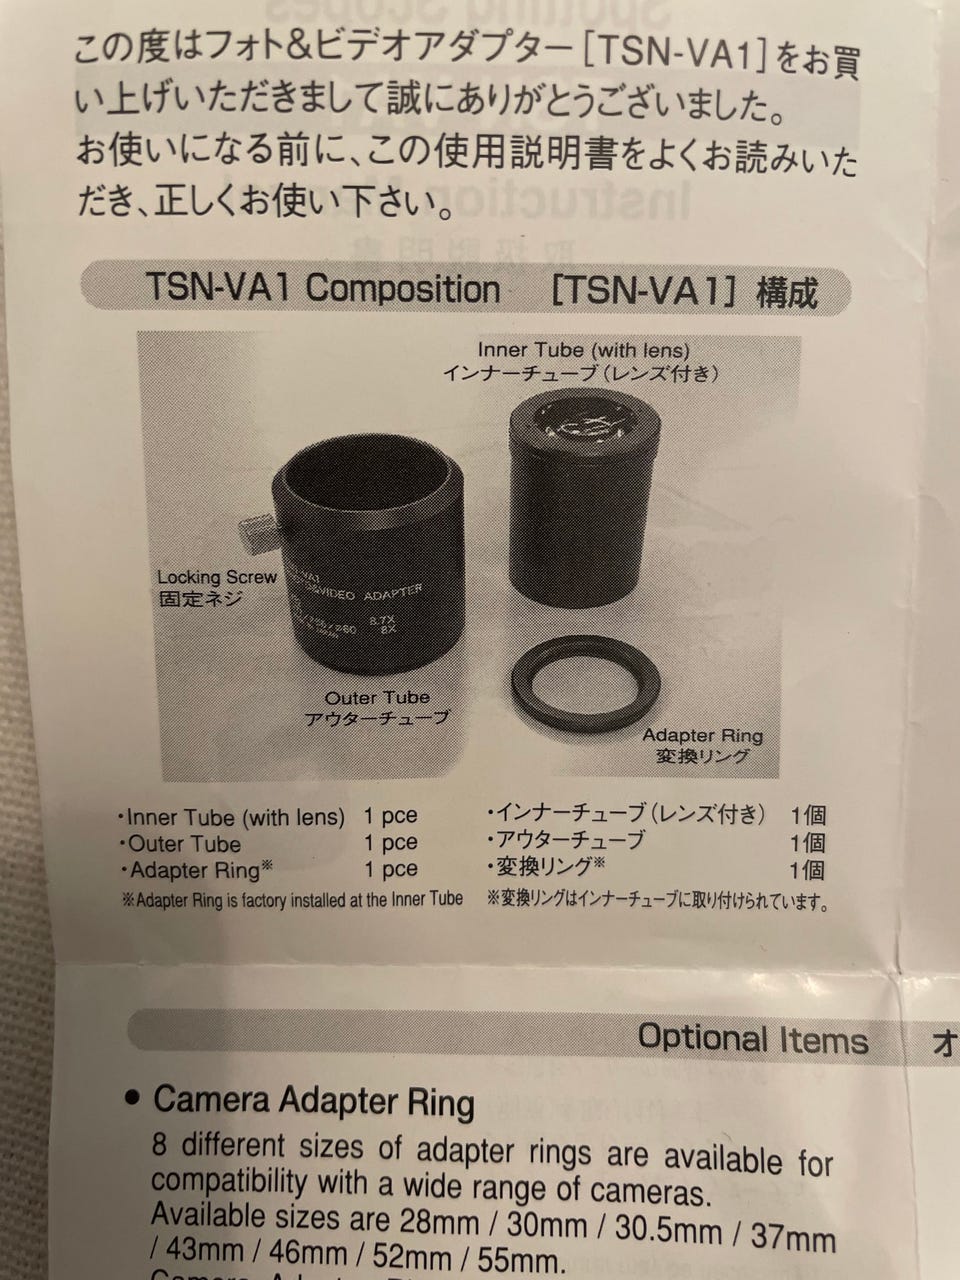 この度はフォト&ビデオアダプター[TSN-VA1]をお買
い上げいただきまして誠にありがとうございました。
お使いになる前に、この使用説明書をよくお読みいた
だき、正しくお使い下さい。
TSN-VA1 Composition [TSN-VA1] 構成
Inner Tube (with lens)
インナーチューブ(レンズ付き)
Locking Screw
固定ネジ
VIDEO ADAPTER
8.7X
8X
Outer Tube
アウターチューブ
Adapter Ring
変換リング
・Inner Tube (with lens) 1 pce
・Outer Tube 1 pce
・Adapter Ring※ 1 pce
※Adapter Ring is factory installed at the Inner Tube
・インナーチューブ(レンズ付き) 1個
・アウターチューブ 1個
・変換リング※ 1個
※変換リングはインナーチューブに取り付けられています。
Optional Items オ
● Camera Adapter Ring
8 different sizes of adapter rings are available for
compatibility with a wide range of cameras.
Available sizes are 28mm / 30mm / 30.5mm / 37mm
/ 43mm / 46mm / 52mm / 55mm.